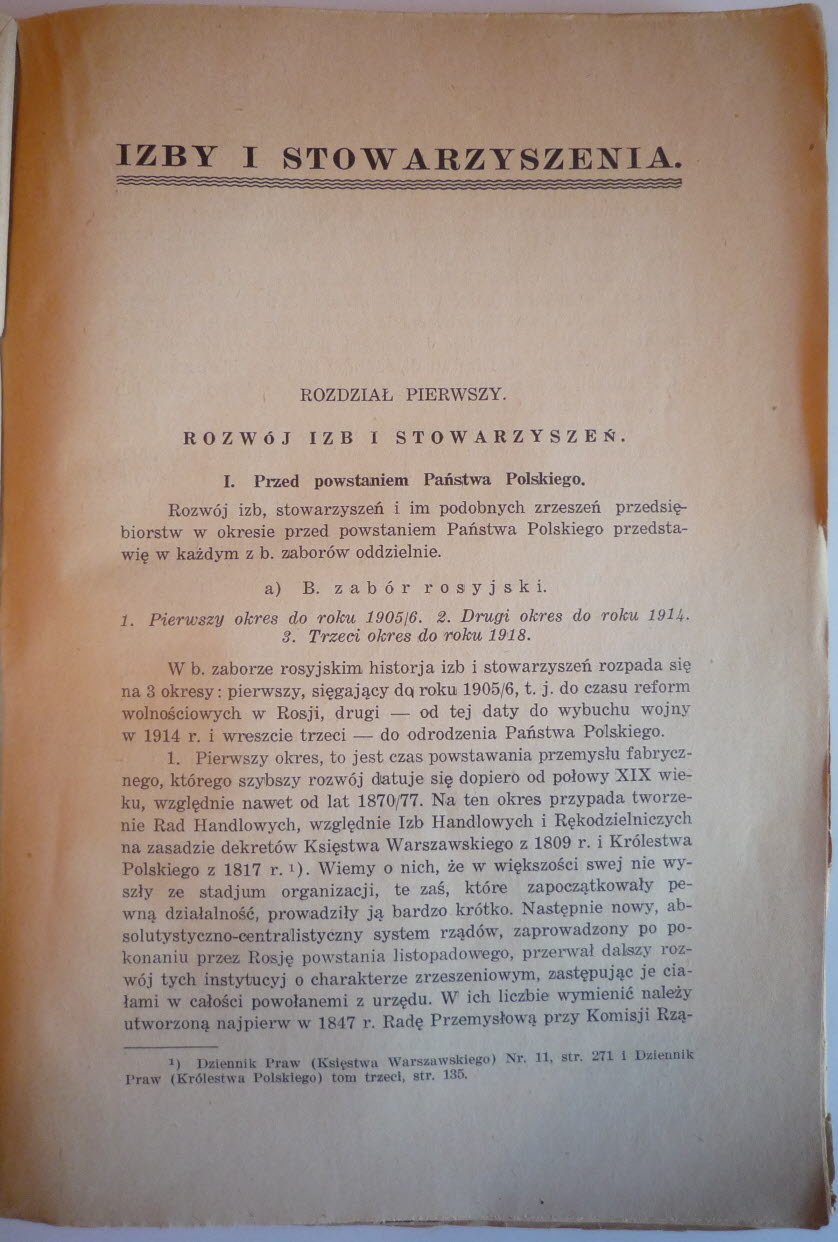 IZBY I STOWARZYSZENIA.
ROZDZIAŁ PIERWSZY.
ROZWÓJ IZB I STOWARZYSZEŃ.
I. Przed powstaniem Państwa Polskiego.
Rozwój izb, stowarzyszeń i im podobnych zrzeszeń przedsię-
biorstw w okresie przed powstaniem Państwa Polskiego przedsta-
wię w każdym z b. zaborów oddzielnie.
a) B. zabór rosyjski.
1. Pierwszy okres do roku 1905/6. 2. Drugi okres do roku 1914.
3. Trzeci okres do roku 1918.
W b. zaborze rosyjskim historja izb i stowarzyszeń rozpada się
na 3 okresy: pierwszy, sięgający do roku 1905/6, t. j. do czasu reform
wolnościowych w Rosji, drugi — od tej daty do wybuchu wojny
w 1914 r. i wreszcie trzeci — do odrodzenia Państwa Polskiego.
1. Pierwszy okres, to jest czas powstawania przemysłu fabrycz-
nego, którego szybszy rozwój datuje się dopiero od połowy XIX wie-
ku, względnie nawet od lat 1870/77. Na ten okres przypada tworze-
nie Rad Handlowych, względnie Izb Handlowych i Rękodzielniczych
na zasadzie dekretów Księstwa Warszawskiego z 1809 r. i Królestwa
Polskiego z 1817 r. ¹). Wiemy o nich, że w większości swej nie wy-
szły ze stadjum organizacji, te zaś, które zapoczątkowały pe-
wną działalność, prowadziły ją bardzo krótko. Następnie nowy, ab-
solutystyczno-centralistyczny system rządów, zaprowadzony po po-
konaniu przez Rosję powstania listopadowego, przerwał dalszy roz-
wój tych instytucyj o charakterze zrzeszeniowym, zastępując je cia-
łami w całości powołanemi z urzędu. W ich liczbie wymienić należy
utworzoną najpierw w 1847 r. Radę Przemysłową przy Komisji Rzą-
¹) Dziennik Praw (Księstwa Warszawskiego) Nr. 11, str. 271 i Dziennik
Praw (Królestwa Polskiego) tom trzeci, str. 135.